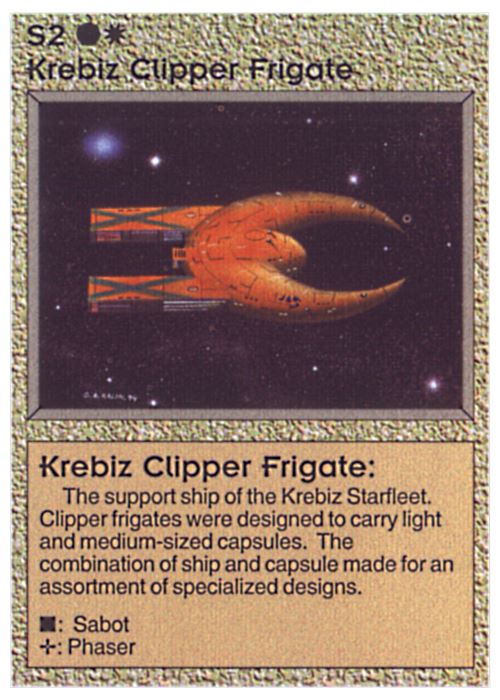 S2
Krebiz Clipper Frigate
Krebiz Clipper Frigate:
The support ship of the Krebiz Starfleet.
Clipper frigates were designed to carry light
and medium-sized capsules. The
combination of ship and capsule made for an
assortment of specialized designs.
■: Sabot
✛: Phaser